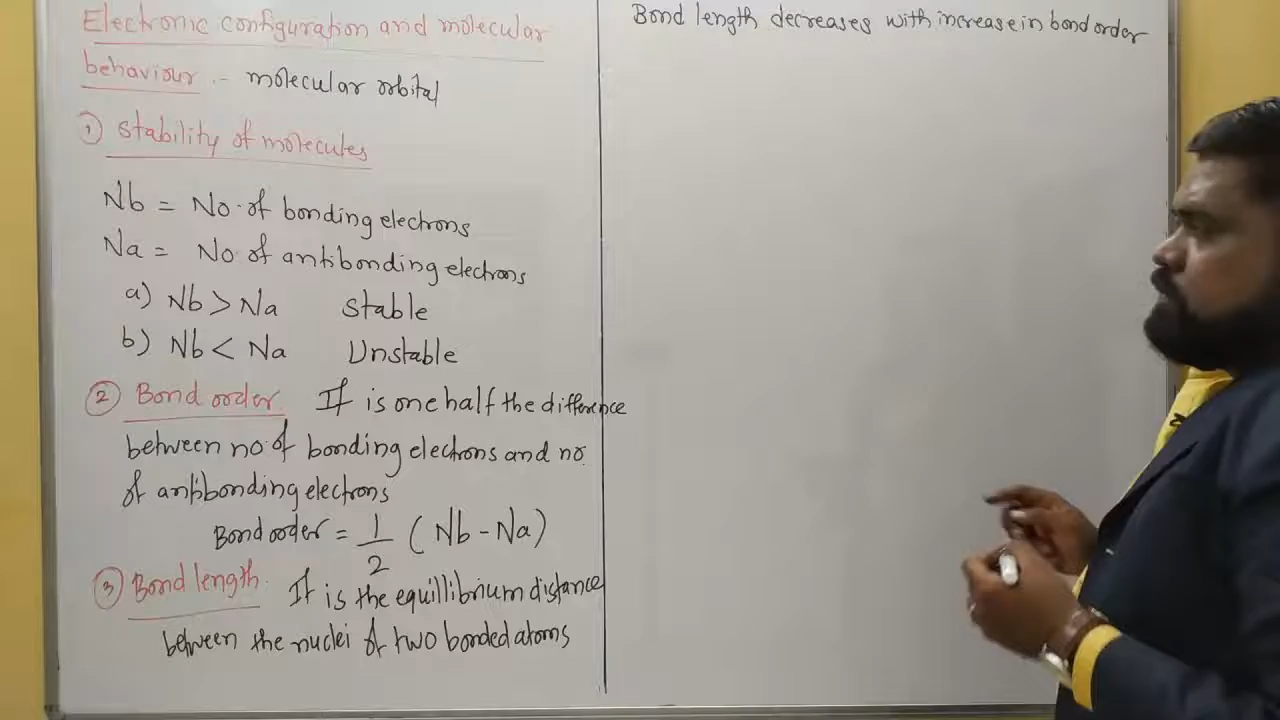 Electronic configuration and molecular
behaviour :- molecular orbital
① Stability of molecules
Nb = No. of bonding electrons
Na = No. of antibonding electrons
a) Nb > Na Stable
b) Nb < Na Unstable
② Bond order. It is one half the difference
between no. of bonding electrons and no.
of antibonding electrons
Bond order = 1/2 (Nb - Na)
③ Bond length. It is the equillibrium distance
between the nuclei of two bonded atoms
Bond length decreases with increase in bond order